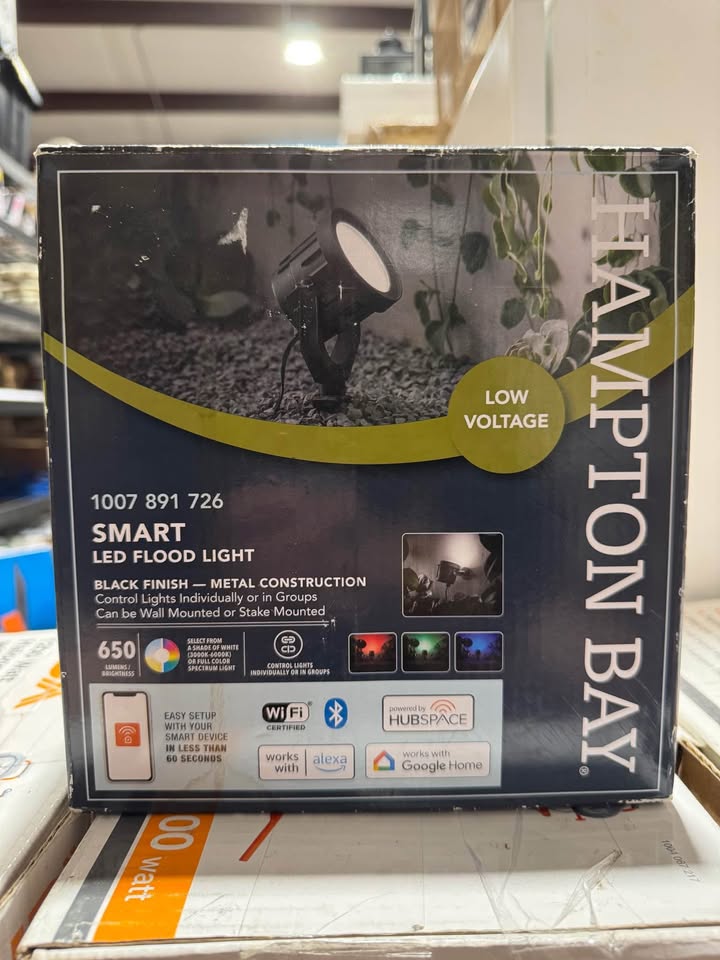 HAMPTON BAY®
LOW
VOLTAGE
1007 891 726
SMART
LED FLOOD LIGHT
BLACK FINISH — METAL CONSTRUCTION
Control Lights Individually or in Groups
Can be Wall Mounted or Stake Mounted
650
LUMENS /
BRIGHTNESS
SELECT FROM
A SHADE OF WHITE
(3000K-6000K)
OR FULL COLOR
SPECTRUM LIGHT
CONTROL LIGHTS
INDIVIDUALLY OR IN GROUPS
EASY SETUP
WITH YOUR
SMART DEVICE
IN LESS THAN
60 SECONDS
WiFi®
CERTIFIED
powered by
HUBSPACE
works
with
alexa
works with
Google Home
00 watt
1004 067 217